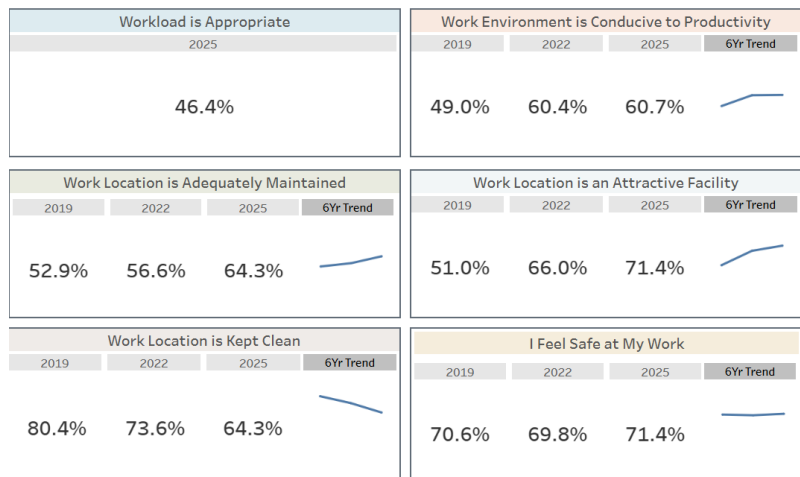 Workload is Appropriate
2025
46.4%
Work Environment is Conducive to Productivity
2019 2022 2025 6Yr Trend
49.0% 60.4% 60.7%
Work Location is Adequately Maintained
2019 2022 2025 6Yr Trend
52.9% 56.6% 64.3%
Work Location is an Attractive Facility
2019 2022 2025 6Yr Trend
51.0% 66.0% 71.4%
Work Location is Kept Clean
2019 2022 2025 6Yr Trend
80.4% 73.6% 64.3%
I Feel Safe at My Work
2019 2022 2025 6Yr Trend
70.6% 69.8% 71.4%